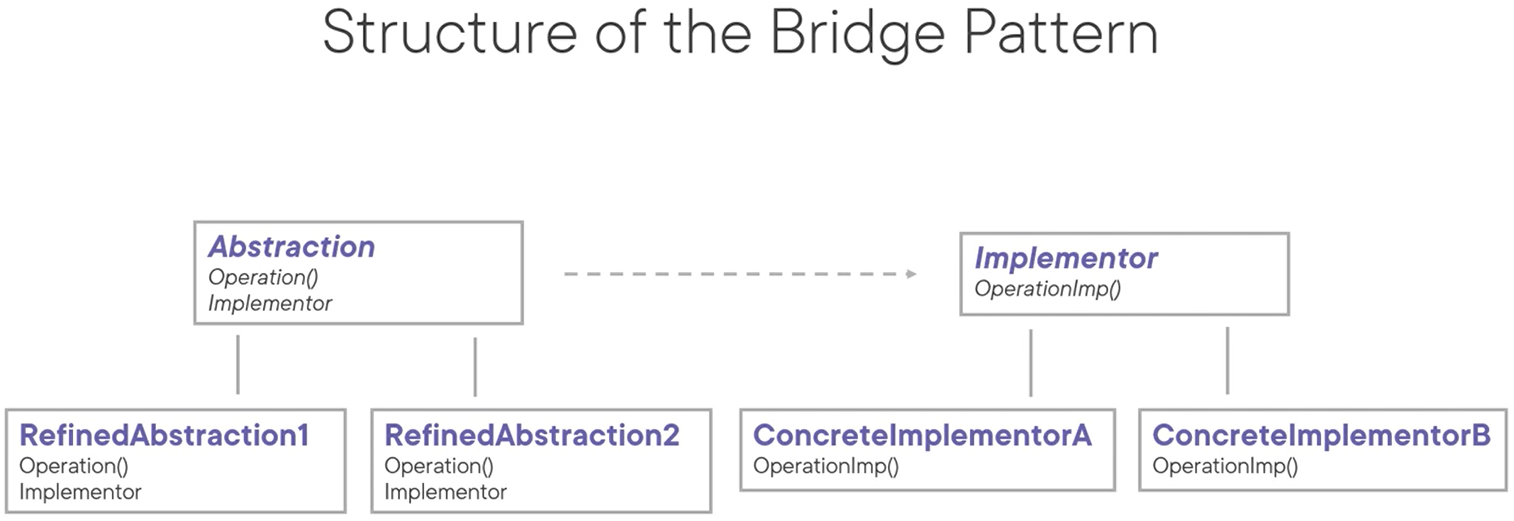 Structure of the Bridge Pattern
Abstraction
Operation()
Implementor
Implementor
OperationImp()
RefinedAbstraction1
Operation()
Implementor
RefinedAbstraction2
Operation()
Implementor
ConcreteImplementorA
OperationImp()
ConcreteImplementorB
OperationImp()